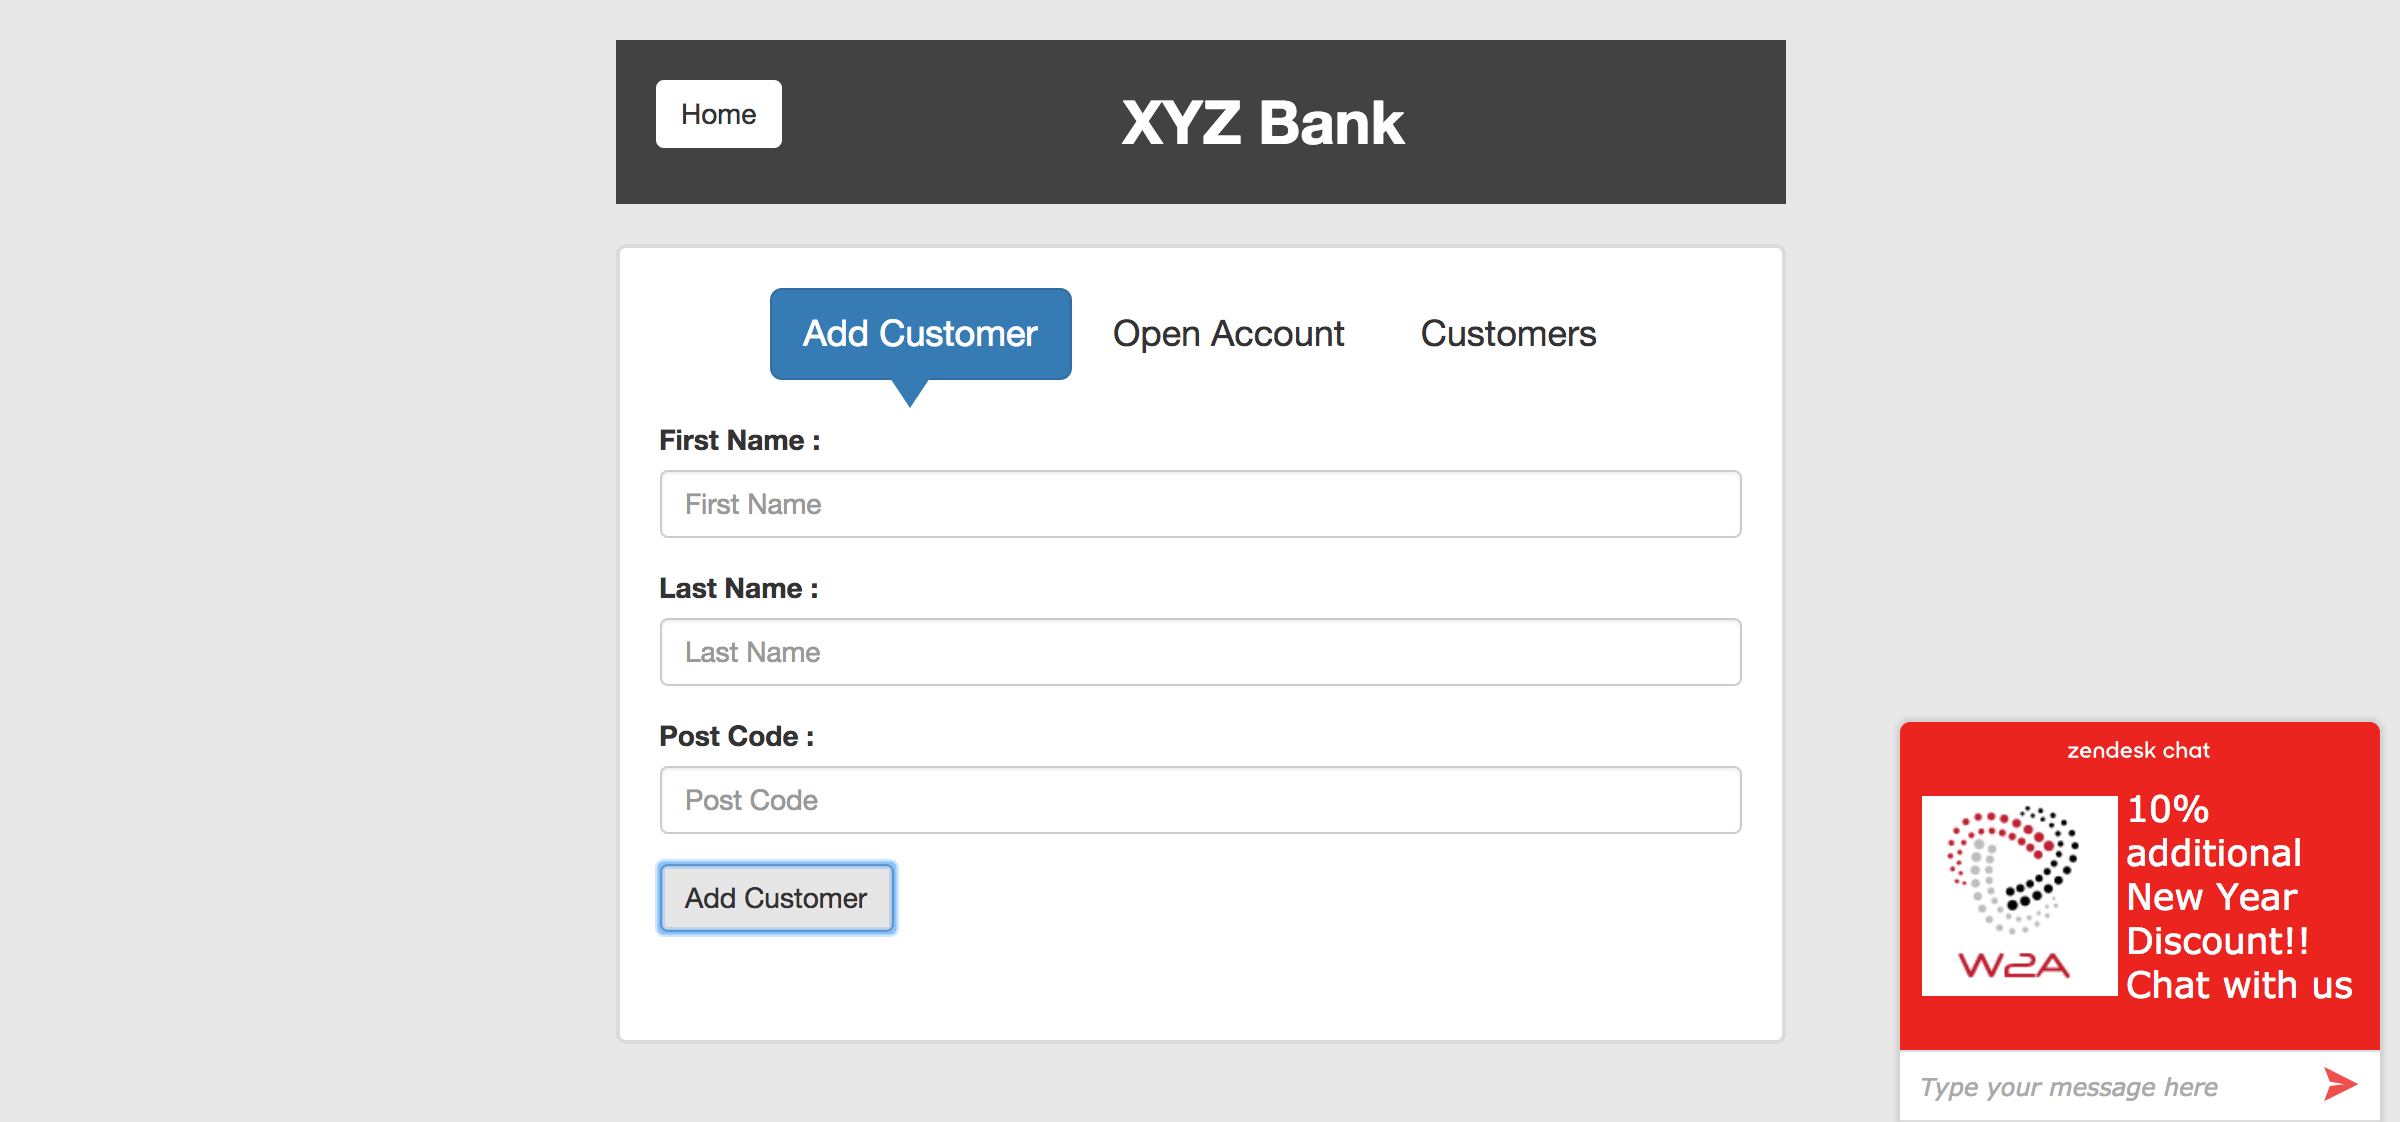 Home
XYZ Bank
Add Customer
Open Account
Customers
First Name :
First Name
Last Name :
Last Name
Post Code :
Post Code
Add Customer
zendesk chat
10%
additional
New Year
Discount!!
Chat with us
W2A
Type your message here